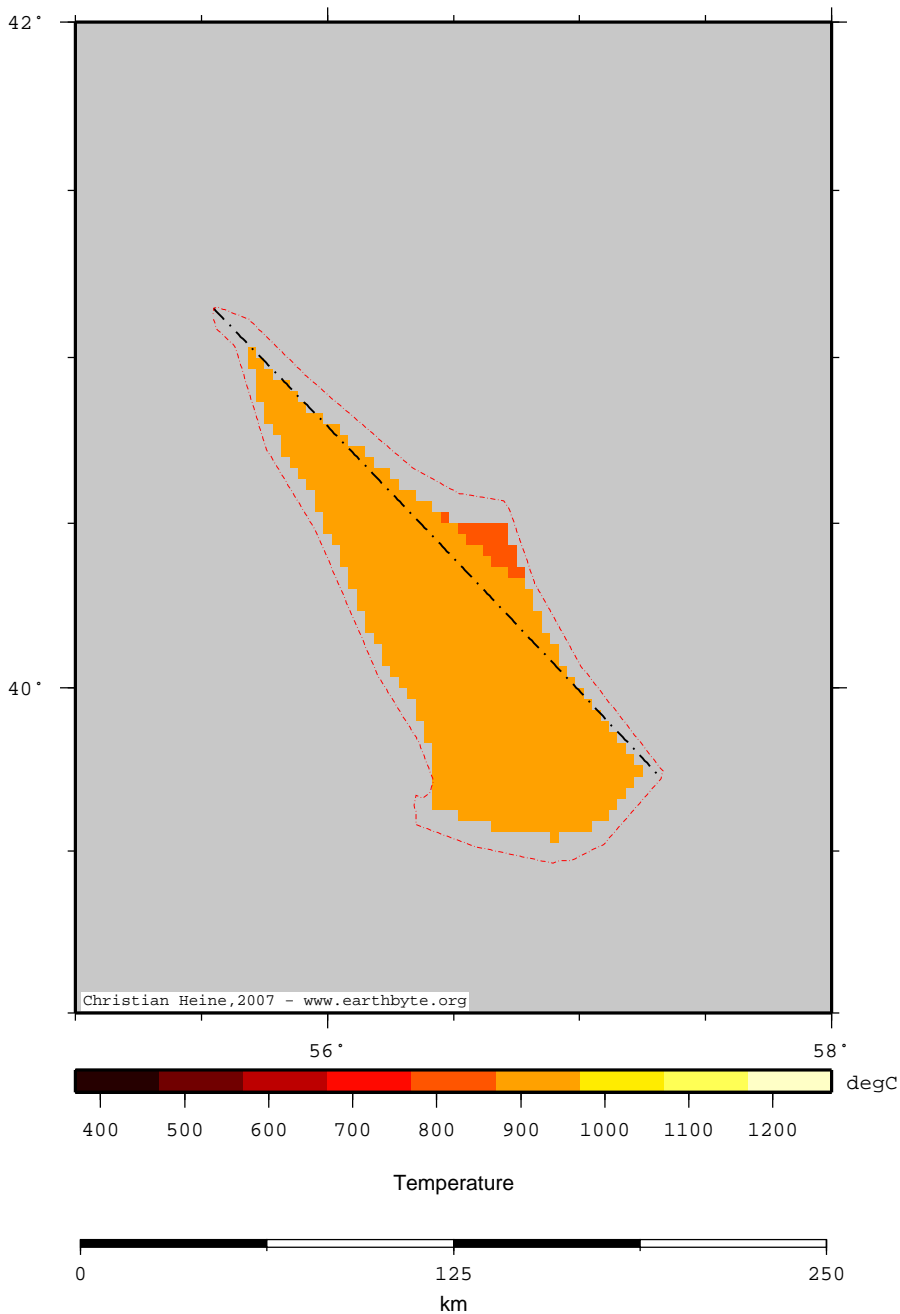 42°
40°
Christian Heine,2007 - www.earthbyte.org
56° 58°
degC
400 500 600 700 800 900 1000 1100 1200
Temperature
0 125 250
km